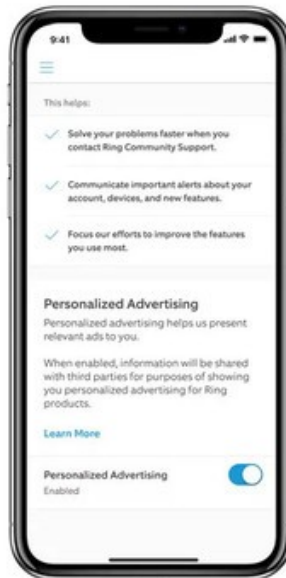 9:41
This helps:
Solve your problems faster when you
contact Ring Community Support.
Communicate important alerts about your
account, devices, and new features.
Focus our efforts to improve the features
you use most.
Personalized Advertising
Personalized advertising helps us present
relevant ads to you.
When enabled, information will be shared
with third parties for purposes of showing
you personalized advertising for Ring
products.
Learn More
Personalized Advertising
Enabled